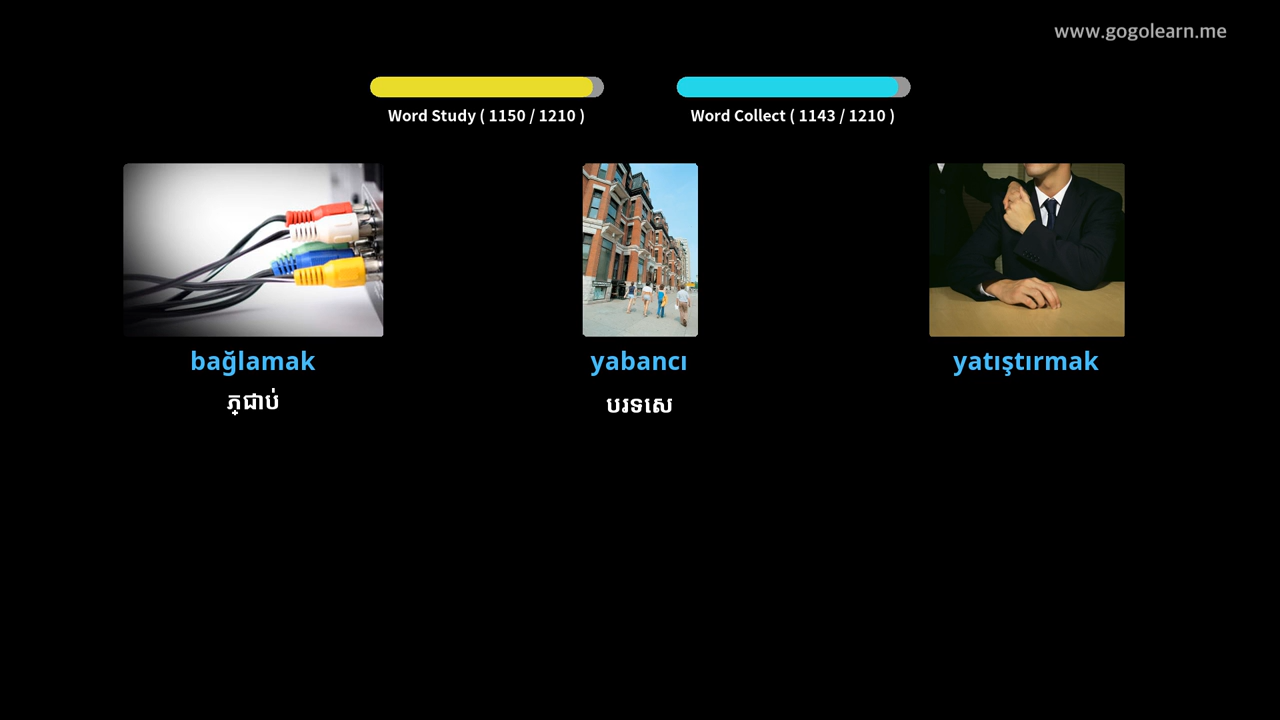 www.gogolearn.me
Word Study ( 1150 / 1210 )
Word Collect ( 1143 / 1210 )
bağlamak
yabancı
yatıştırmak
ភ្ជាប់
បរទេស